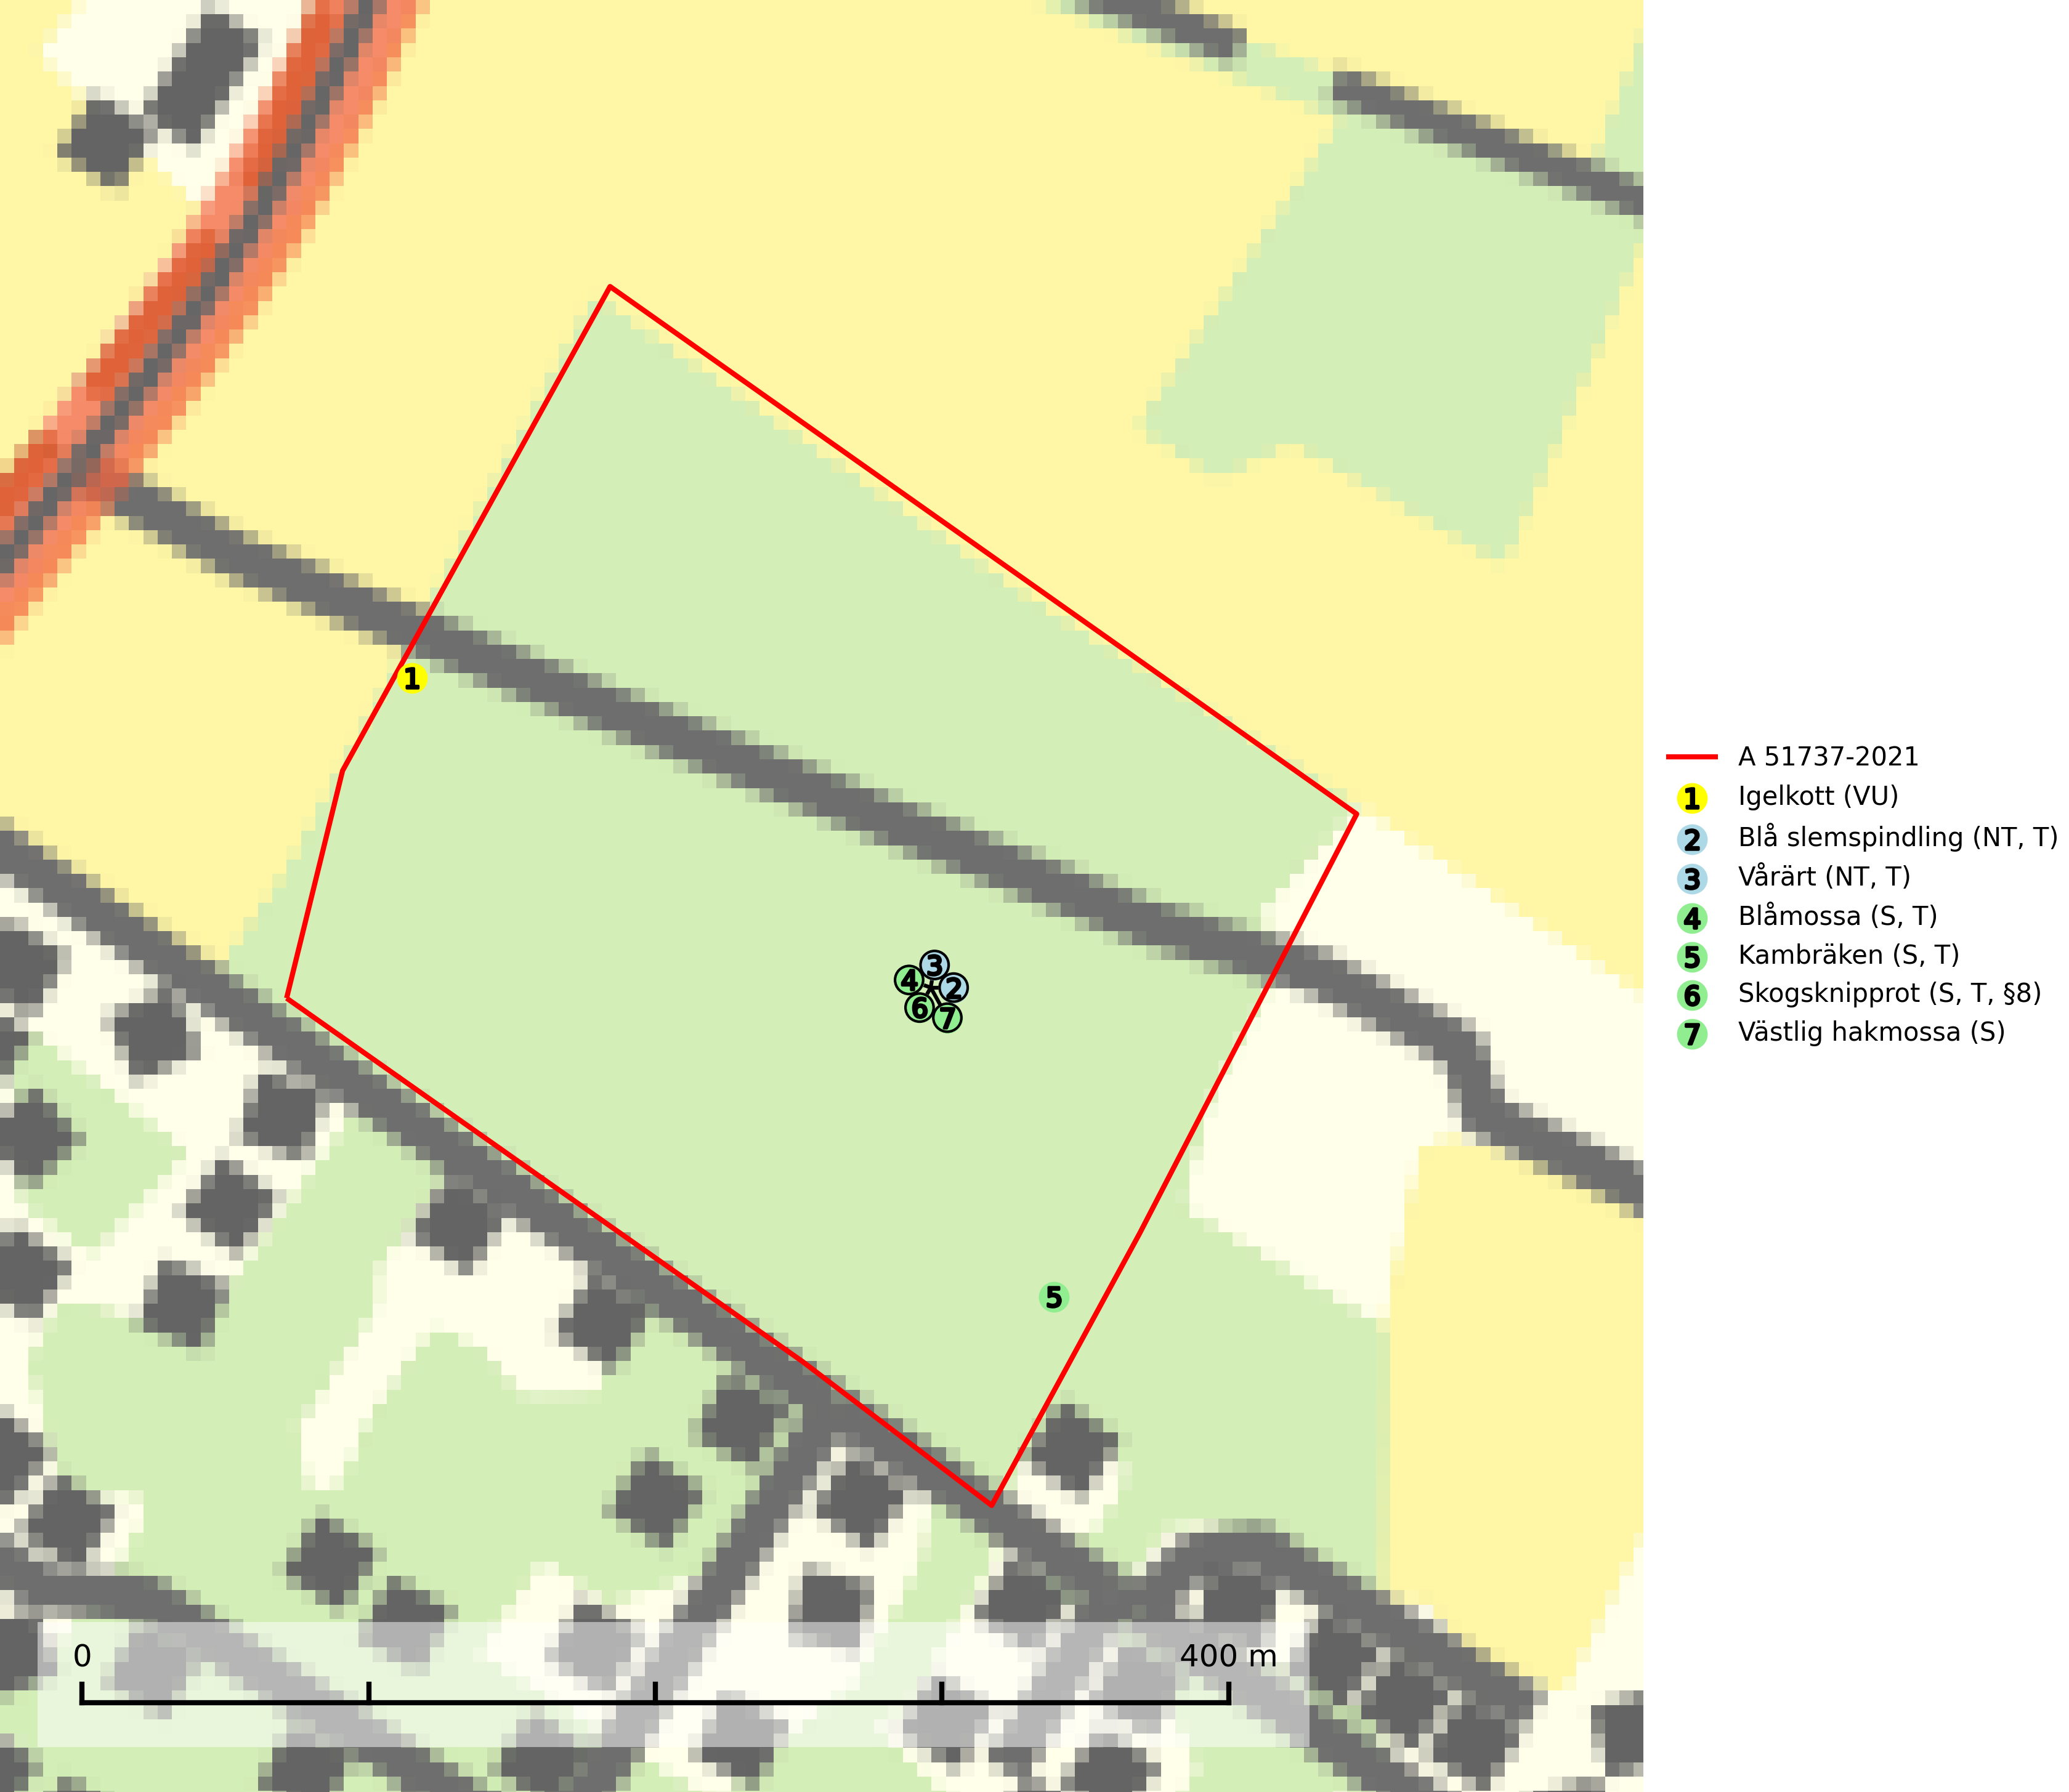 1
3
4
2
6
7
5
0
400 m
A 51737-2021
1 Igelkott (VU)
2 Blå slemspindling (NT, T)
3 Vårärt (NT, T)
4 Blåmossa (S, T)
5 Kambräken (S, T)
6 Skogsknipprot (S, T, §8)
7 Västlig hakmossa (S)